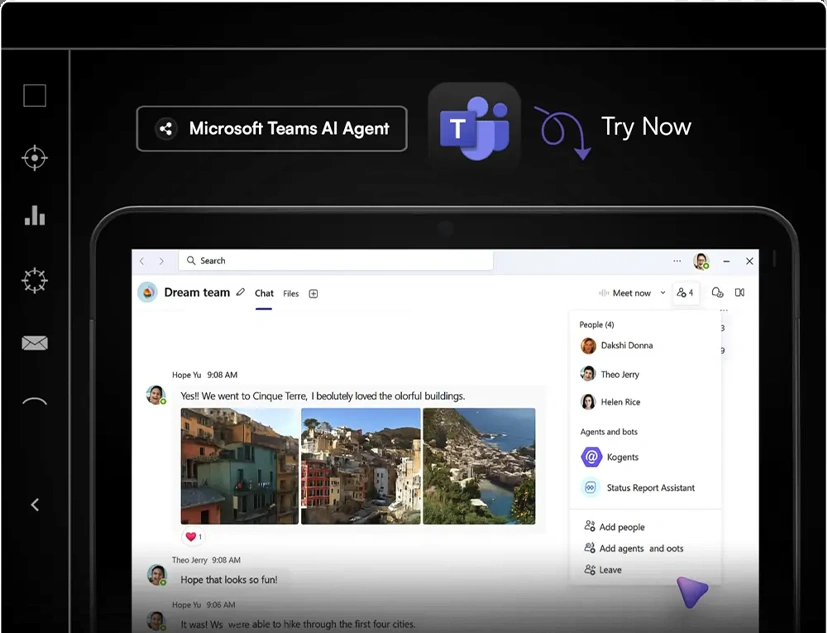 Microsoft Teams AI Agent
T
Try Now
Search
Dream team Chat Files
Meet now 4
People (4)
3
Dakshi Donna
9
Theo Jerry
Helen Rice
Agents and bots
@ Kogents
Status Report Assistant
Add people
Add agents and oots
Leave
Hope Yu 9:08 AM
Yes!! We went to Cinque Terre, I beolutely loved the olorful buildings.
1
Theo Jerry 9:08 AM
Hope that looks so fun!
Hope Yu 9:06 AM
It was! Ws were able to hike through the first four cities.